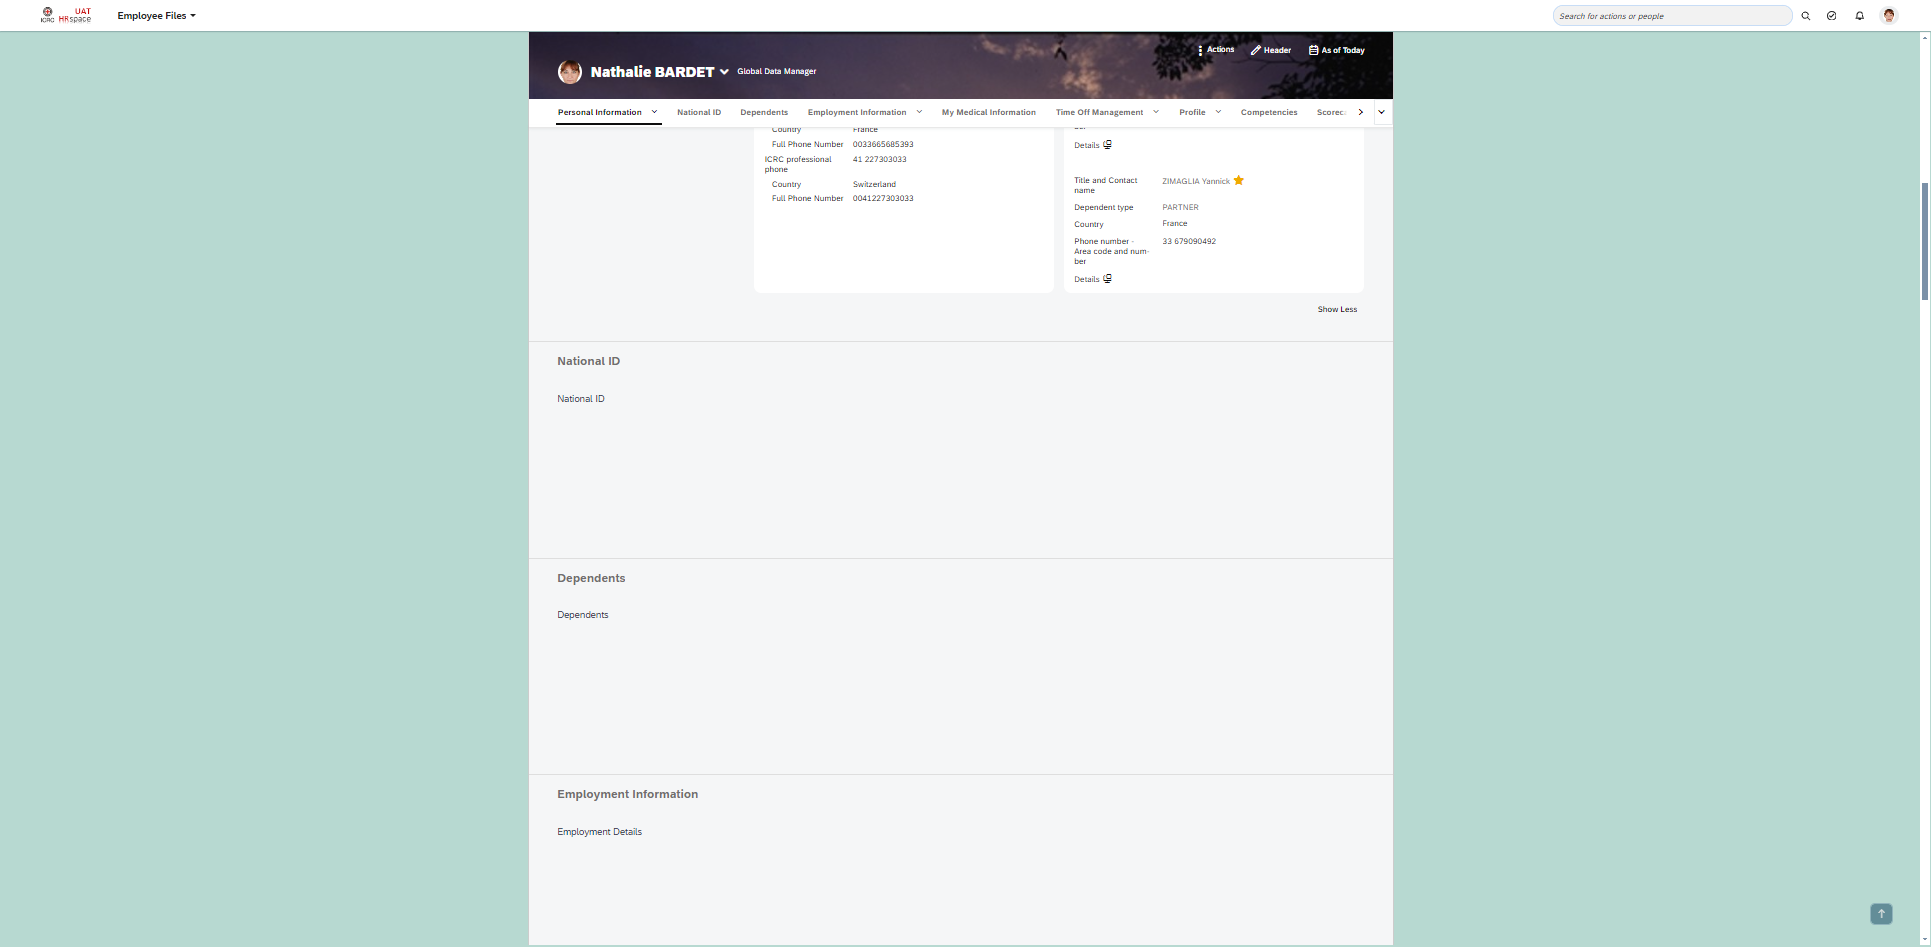 ICRC
UAT
HRspace
Employee Files
Search for actions or people
Actions
Header
As of Today
Nathalie BARDET
Global Data Manager
Personal Information
National ID
Dependents
Employment Information
My Medical Information
Time Off Management
Profile
Competencies
Scorec
Country France
Full Phone Number 0033665685393
ICRC professional
phone
41 227303033
Country Switzerland
Full Phone Number 0041227303033
ber
Details
Title and Contact
name
ZIMAGLIA Yannick
Dependent type PARTNER
Country France
Phone number -
Area code and num-
ber
33 679090492
Details
Show Less
National ID
National ID
Dependents
Dependents
Employment Information
Employment Details